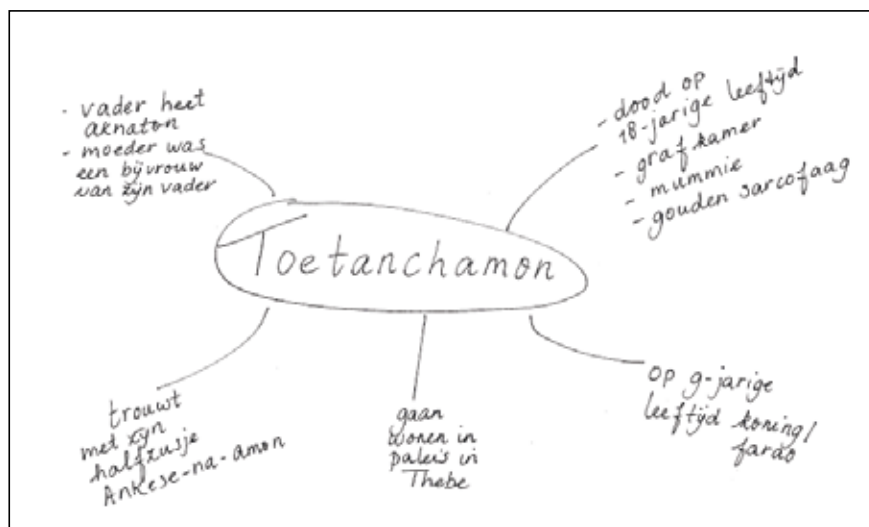 - vader heet
aknaton
- moeder was
een bijvrouw
van zijn vader
- dood op
18-jarige leeftijd
- grafkamer
- mummie
- gouden sarcofaag
Toetanchamon
trouwt
met zijn
halfzusje
Ankese-na-amon
gaan
wonen in
paleis in
Thebe
op 9-jarige
leeftijd koning/
farao